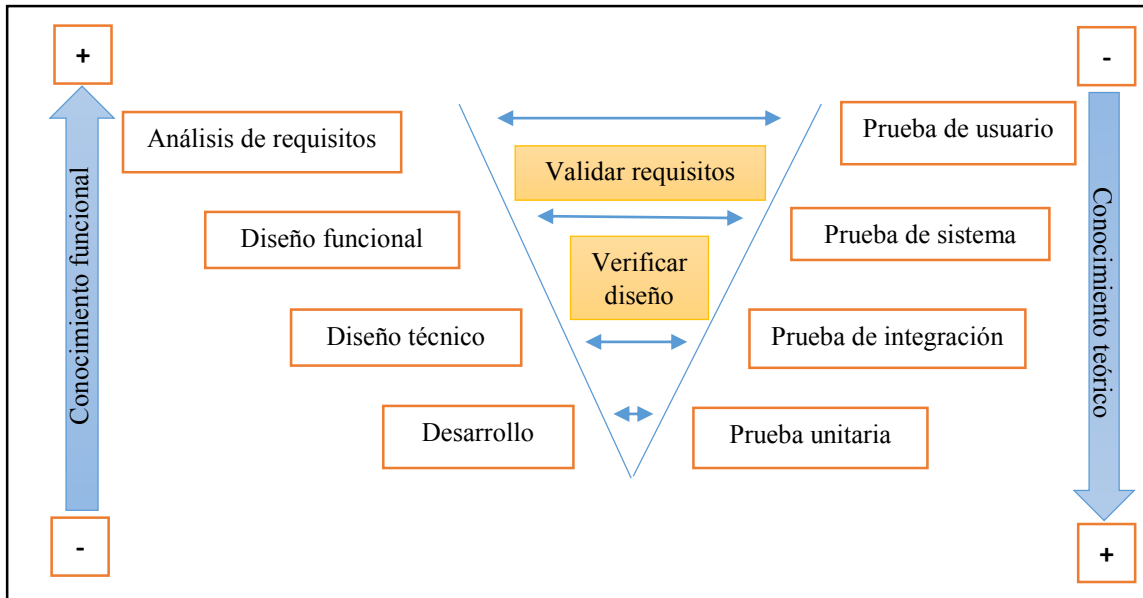 +
-
Análisis de requisitos
Prueba de usuario
Validar requisitos
Conocimiento funcional
Conocimiento teórico
Diseño funcional
Prueba de sistema
Verificar
diseño
Diseño técnico
Prueba de integración
Desarrollo
Prueba unitaria
-
+